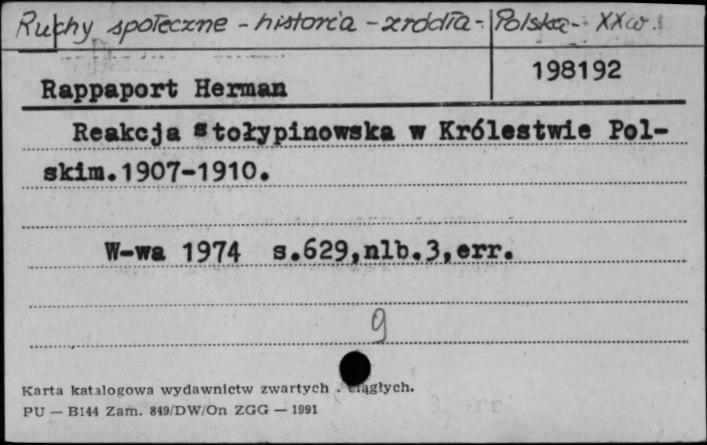 Ruchy społeczne - historia - źródła - Polska - XX w.
198192
Rappaport Herman
Reakcja stołypinowska w Królestwie Pol-
skim.1907-1910.
W-wa 1974 s.629,nlb.3,err.
g
Karta katalogowa wydawnictw zwartych . ciągłych.
PU — B144 Zam. 849/DW/On ZGG — 1991